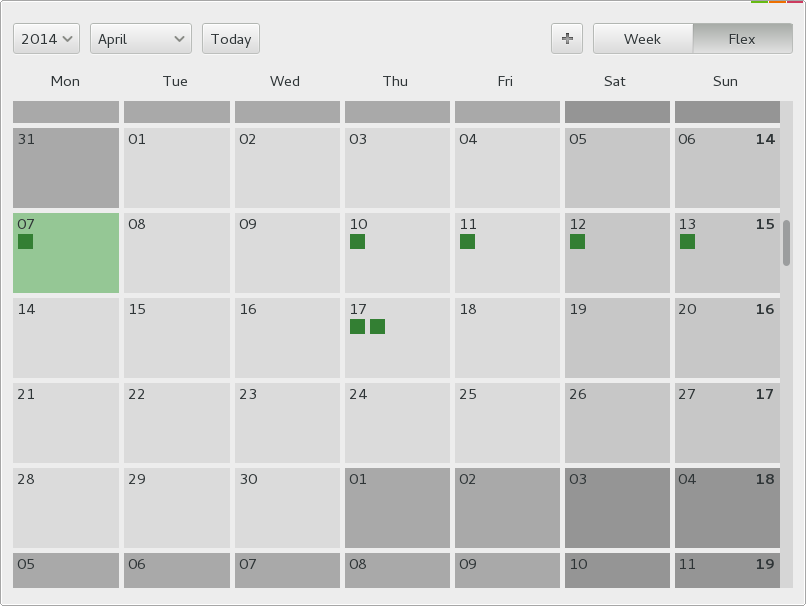 2014 April Today + Week Flex
Mon Tue Wed Thu Fri Sat Sun
31 01 02 03 04 05 06 14
07 08 09 10 11 12 13 15
14 15 16 17 18 19 20 16
21 22 23 24 25 26 27 17
28 29 30 01 02 03 04 18
05 06 07 08 09 10 11 19